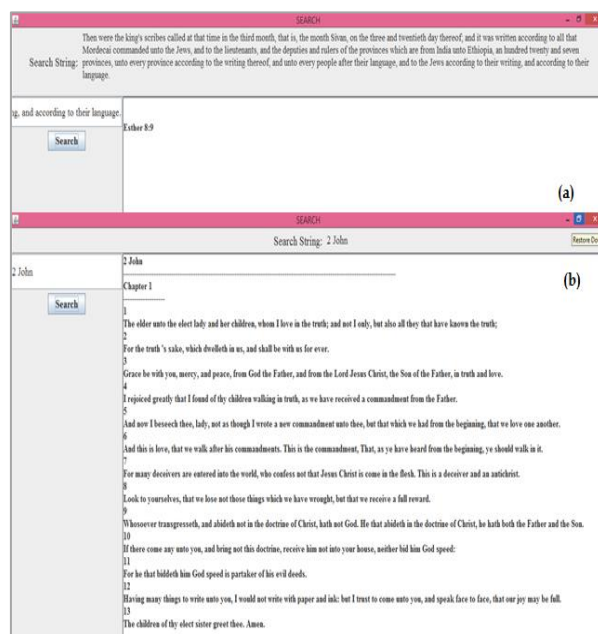 SEARCH
Then were the king's scribes called at that time in the third month, that is, the month Sivan, on the three and twentieth day thereof; and it was written according to all that
Mordecai commanded unto the Jews, and to the lieutenants, and the deputies and rulers of the provinces which are from India unto Ethiopia, an hundred twenty and seven
Search String: provinces, unto every province according to the writing thereof, and unto every people after their language, and to the Jews according to their writing, and according to their
language.
ng, and according to their language.
Search
Esther 8:9
(a)
SEARCH
Search String: 2 John
Restore Do
2 John
Search
(b)
2 John
Chapter 1
1
The elder unto the elect lady and her children, whom I love in the truth; and not I only, but also all they that have known the truth;
2
For the truth 's sake, which dwelleth in us, and shall be with us for ever.
3
Grace be with you, mercy, and peace, from God the Father, and from the Lord Jesus Christ, the Son of the Father, in truth and love.
4
I rejoiced greatly that I found of thy children walking in truth, as we have received a commandment from the Father.
5
And now I beseech thee, lady, not as though I wrote a new commandment unto thee, but that which we had from the beginning, that we love one another.
6
And this is love, that we walk after his commandments. This is the commandment, That, as ye have heard from the beginning, ye should walk in it.
7
For many deceivers are entered into the world, who confess not that Jesus Christ is come in the flesh. This is a deceiver and an antichrist.
8
Look to yourselves, that we lose not those things which we have wrought, but that we receive a full reward.
9
Whosoever transgresseth, and abideth not in the doctrine of Christ, hath not God. He that abideth in the doctrine of Christ, he hath both the Father and the Son.
10
If there come any unto you, and bring not this doctrine, receive him not into your house, neither bid him God speed:
11
For he that biddeth him God speed is partaker of his evil deeds.
12
Having many things to write unto you, I would not write with paper and ink: but I trust to come unto you, and speak face to face, that our joy may be full.
13
The children of thy elect sister greet thee. Amen.